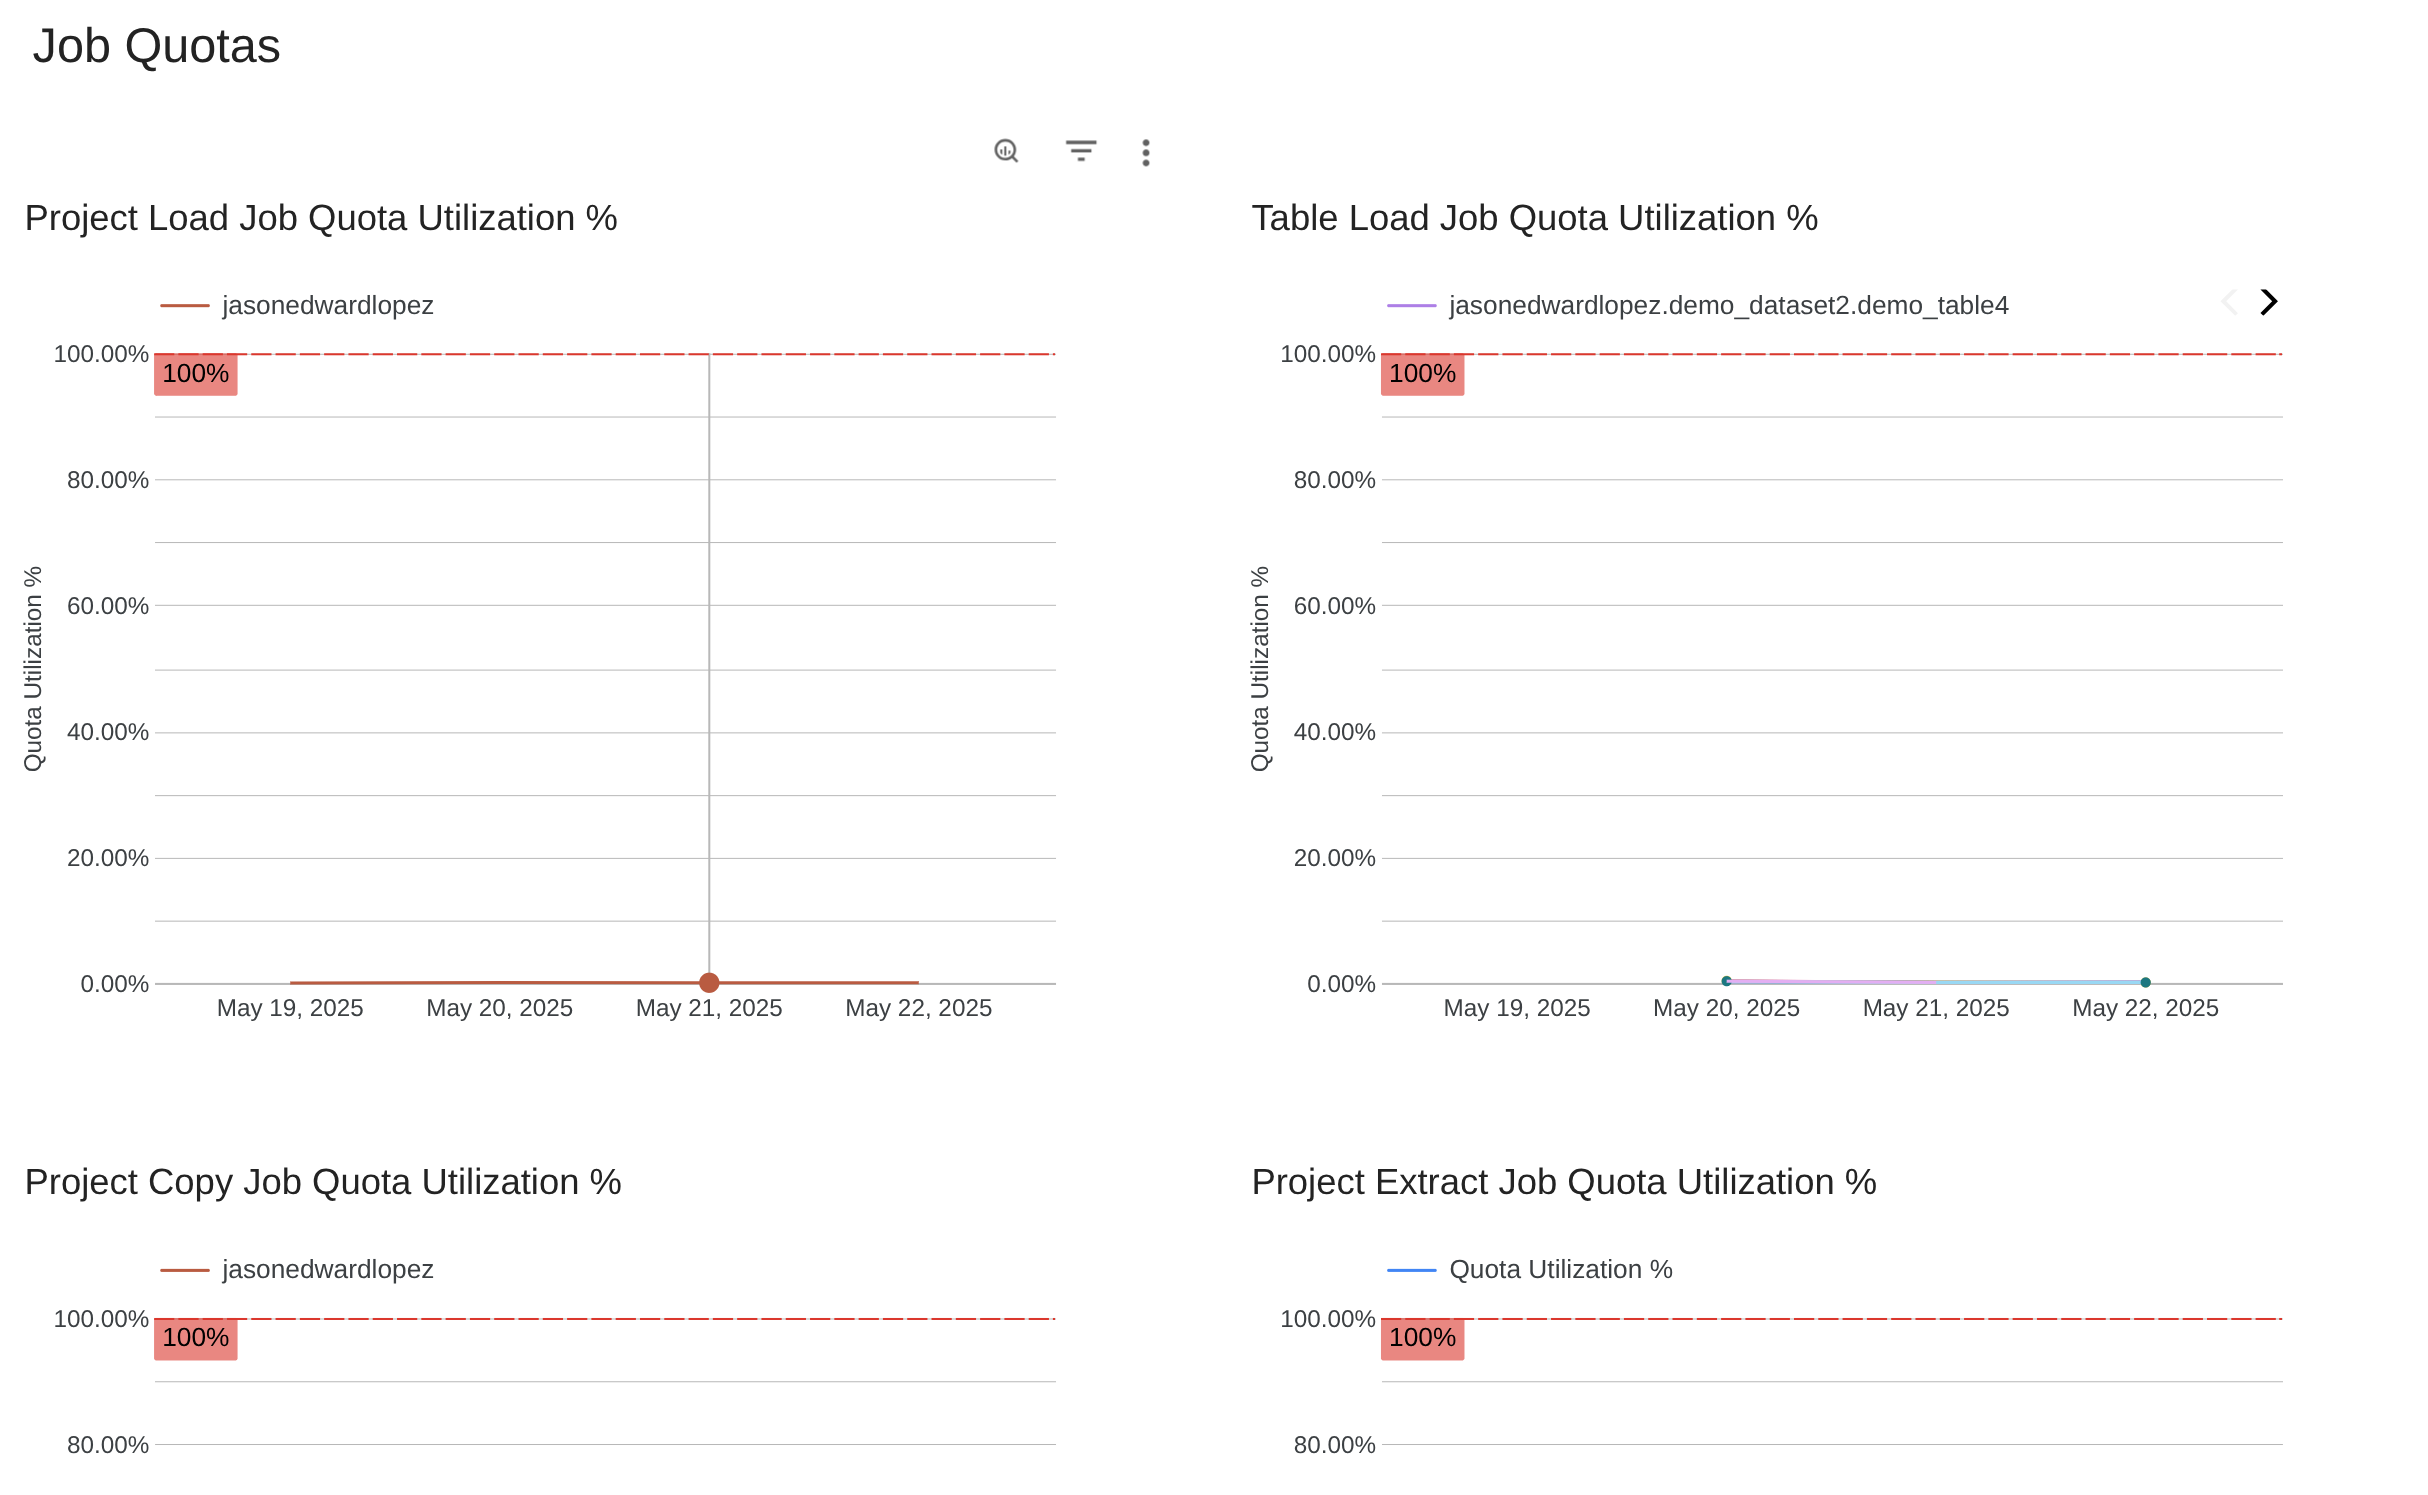 Job Quotas
Project Load Job Quota Utilization %
jasonedwardlopez
100.00%
100%
80.00%
60.00%
40.00%
20.00%
0.00%
Quota Utilization %
May 19, 2025
May 20, 2025
May 21, 2025
May 22, 2025
Table Load Job Quota Utilization %
jasonedwardlopez.demo_dataset2.demo_table4
100.00%
100%
80.00%
60.00%
40.00%
20.00%
0.00%
Quota Utilization %
May 19, 2025
May 20, 2025
May 21, 2025
May 22, 2025
Project Copy Job Quota Utilization %
jasonedwardlopez
100.00%
100%
80.00%
Project Extract Job Quota Utilization %
Quota Utilization %
100.00%
100%
80.00%